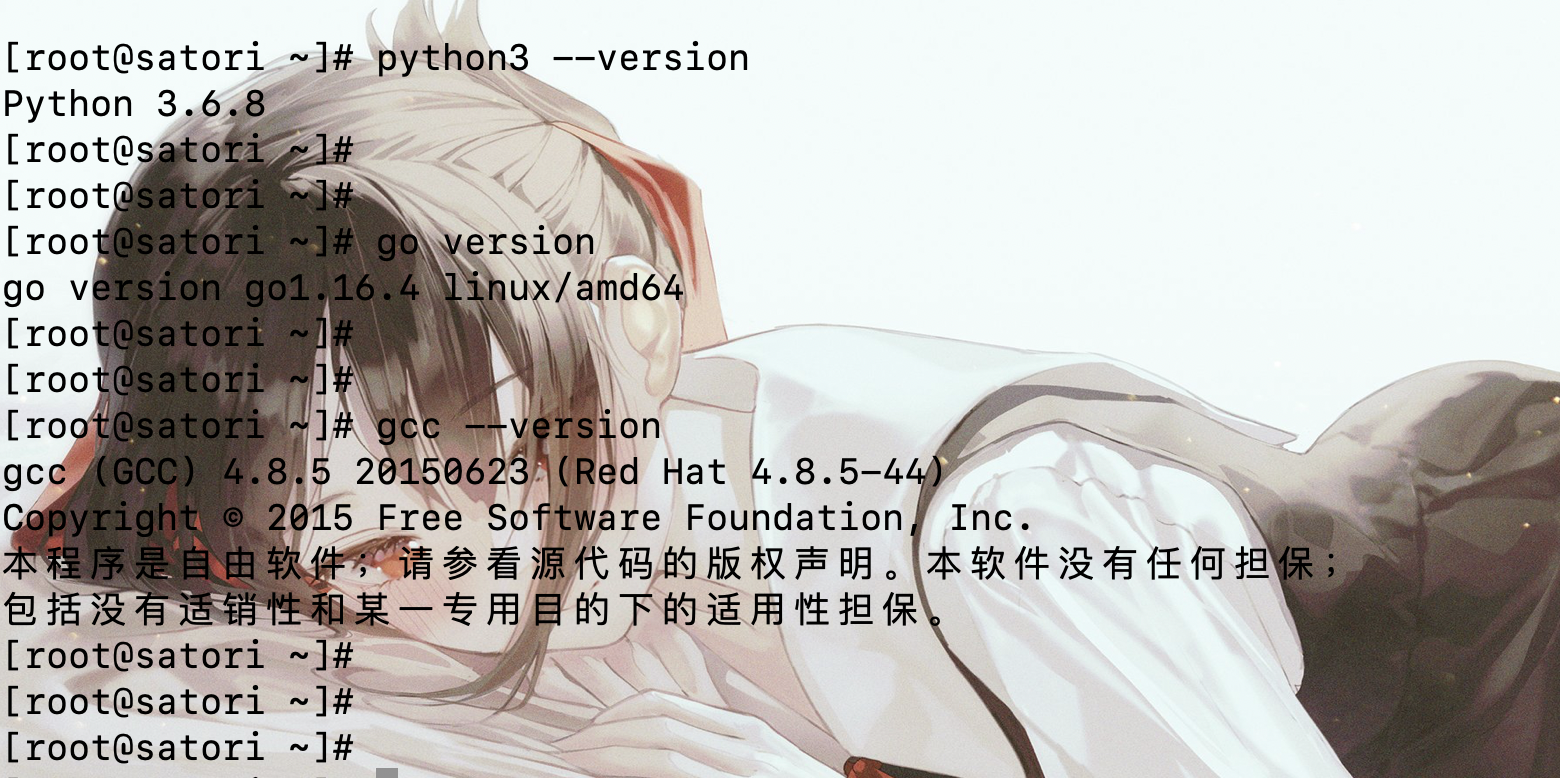 [root@satori ~]# python3 --version
Python 3.6.8
[root@satori ~]#
[root@satori ~]#
[root@satori ~]# go version
go version go1.16.4 linux/amd64
[root@satori ~]#
[root@satori ~]#
[root@satori ~]# gcc --version
gcc (GCC) 4.8.5 20150623 (Red Hat 4.8.5-44)
Copyright © 2015 Free Software Foundation, Inc.
本程序是自由软件；请参看源代码的版权声明。本软件没有任何担保；
包括没有适销性和某一专用目的下的适用性担保。
[root@satori ~]#
[root@satori ~]#
[root@satori ~]#